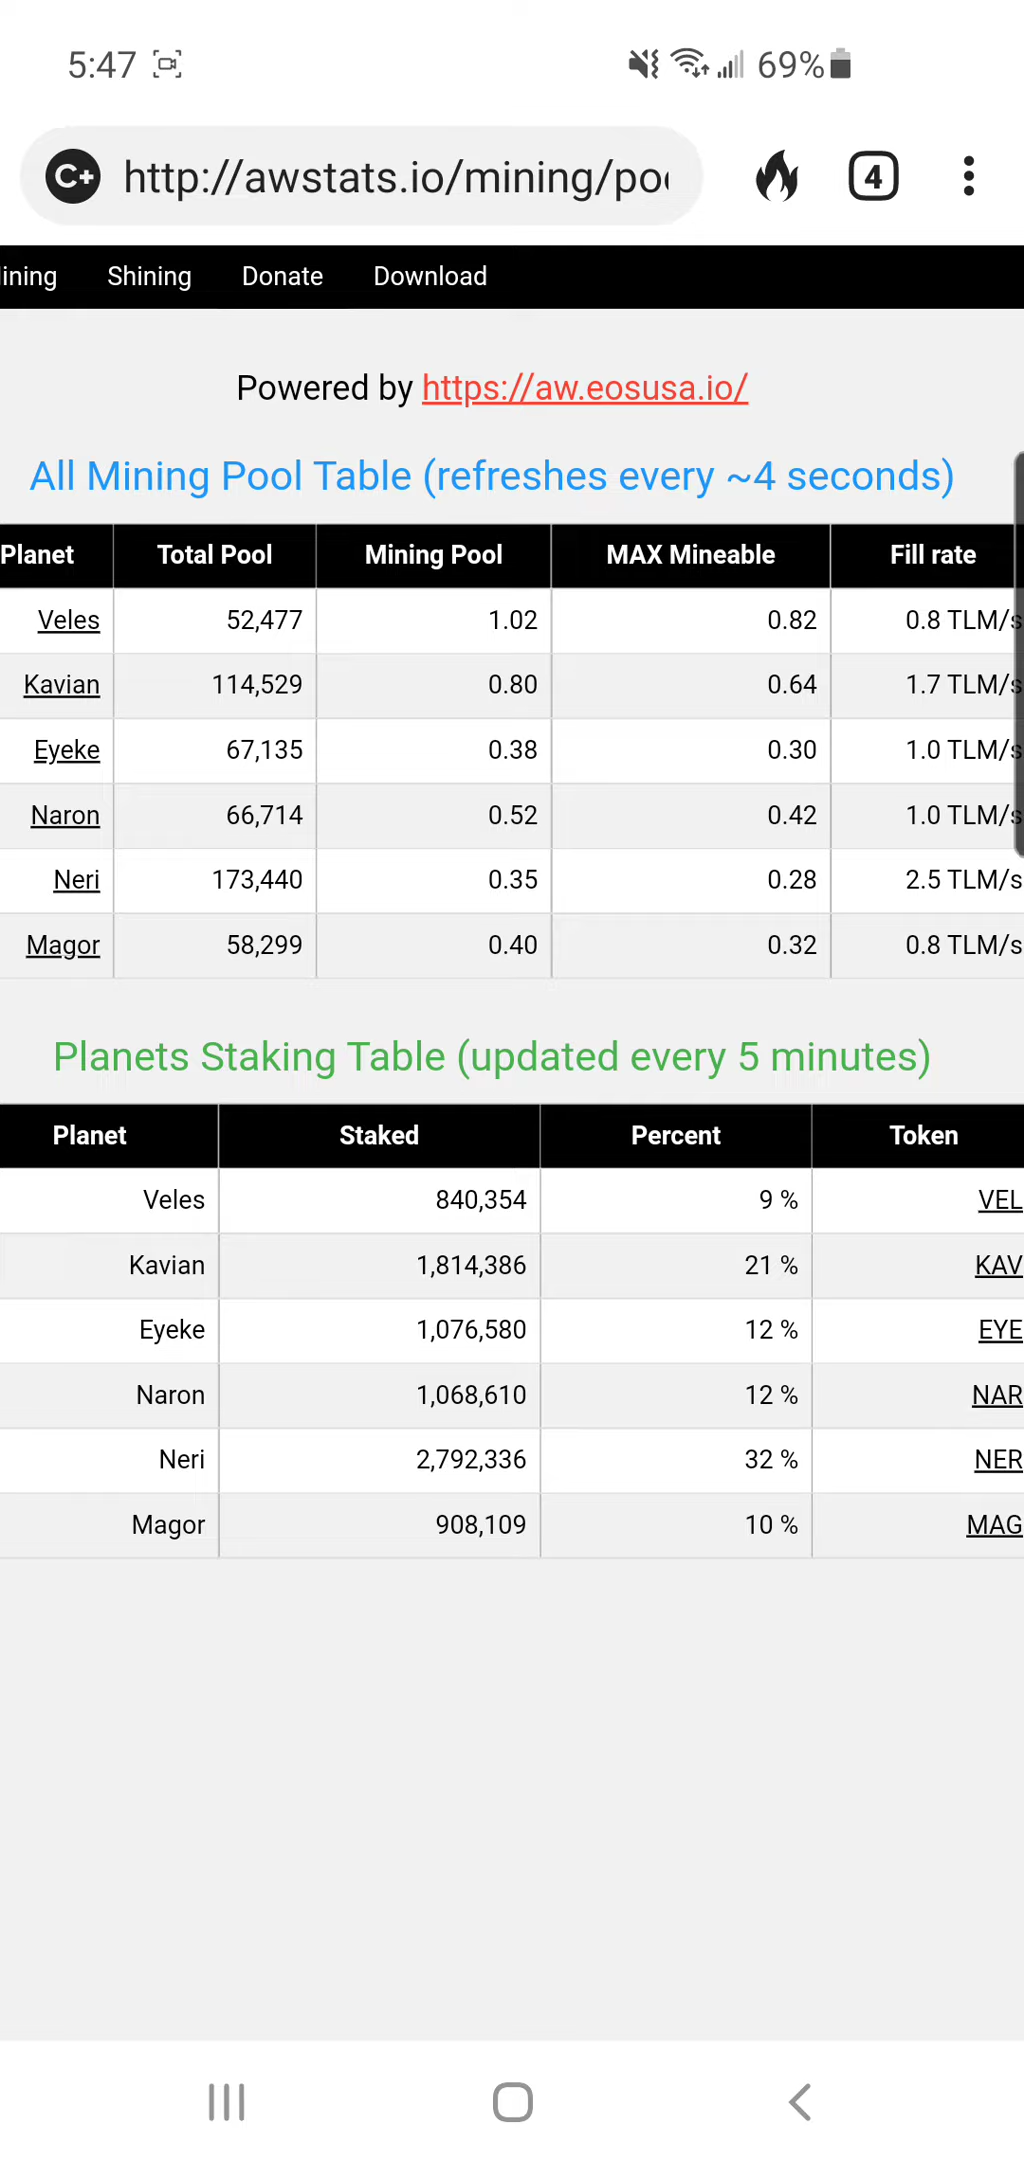 5:47 69%
C+ http://awstats.io/mining/po 4
ining Shining Donate Download
Powered by https://aw.eosusa.io/
All Mining Pool Table (refreshes every ~4 seconds)
Planet Total Pool Mining Pool MAX Mineable Fill rate
Veles 52,477 1.02 0.82 0.8 TLM/s
Kavian 114,529 0.80 0.64 1.7 TLM/s
Eyeke 67,135 0.38 0.30 1.0 TLM/s
Naron 66,714 0.52 0.42 1.0 TLM/s
Neri 173,440 0.35 0.28 2.5 TLM/s
Magor 58,299 0.40 0.32 0.8 TLM/s
Planets Staking Table (updated every 5 minutes)
Planet Staked Percent Token
Veles 840,354 9 % VEL
Kavian 1,814,386 21 % KAV
Eyeke 1,076,580 12 % EYE
Naron 1,068,610 12 % NAR
Neri 2,792,336 32 % NER
Magor 908,109 10 % MAG